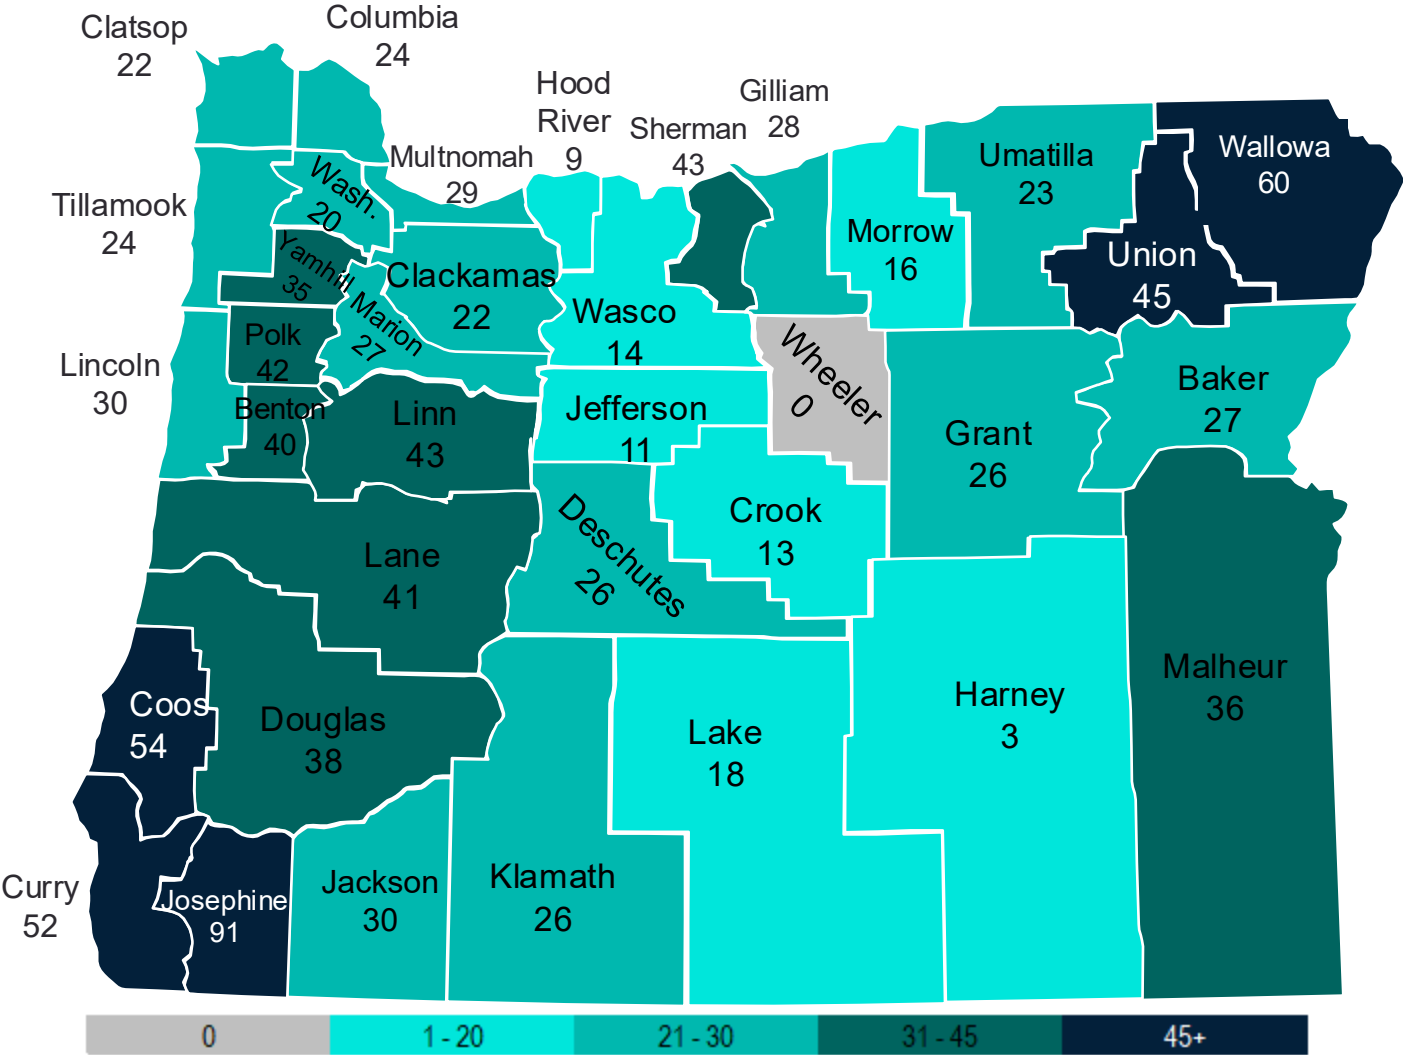 Clatsop
22
Columbia
24
Hood
River
9
Sherman
43
Gilliam
28
Multnomah
29
Wash.
20
Tillamook
24
Yamhill
35
Clackamas
22
Marion
27
Wasco
14
Morrow
16
Umatilla
23
Union
45
Wallowa
60
Polk
42
Lincoln
30
Benton
40
Linn
43
Jefferson
11
Wheeler
0
Grant
26
Baker
27
Lane
41
Deschutes
26
Crook
13
Malheur
36
Coos
54
Douglas
38
Lake
18
Harney
3
Curry
52
Josephine
91
Jackson
30
Klamath
26
0
1 - 20
21 - 30
31 - 45
45+